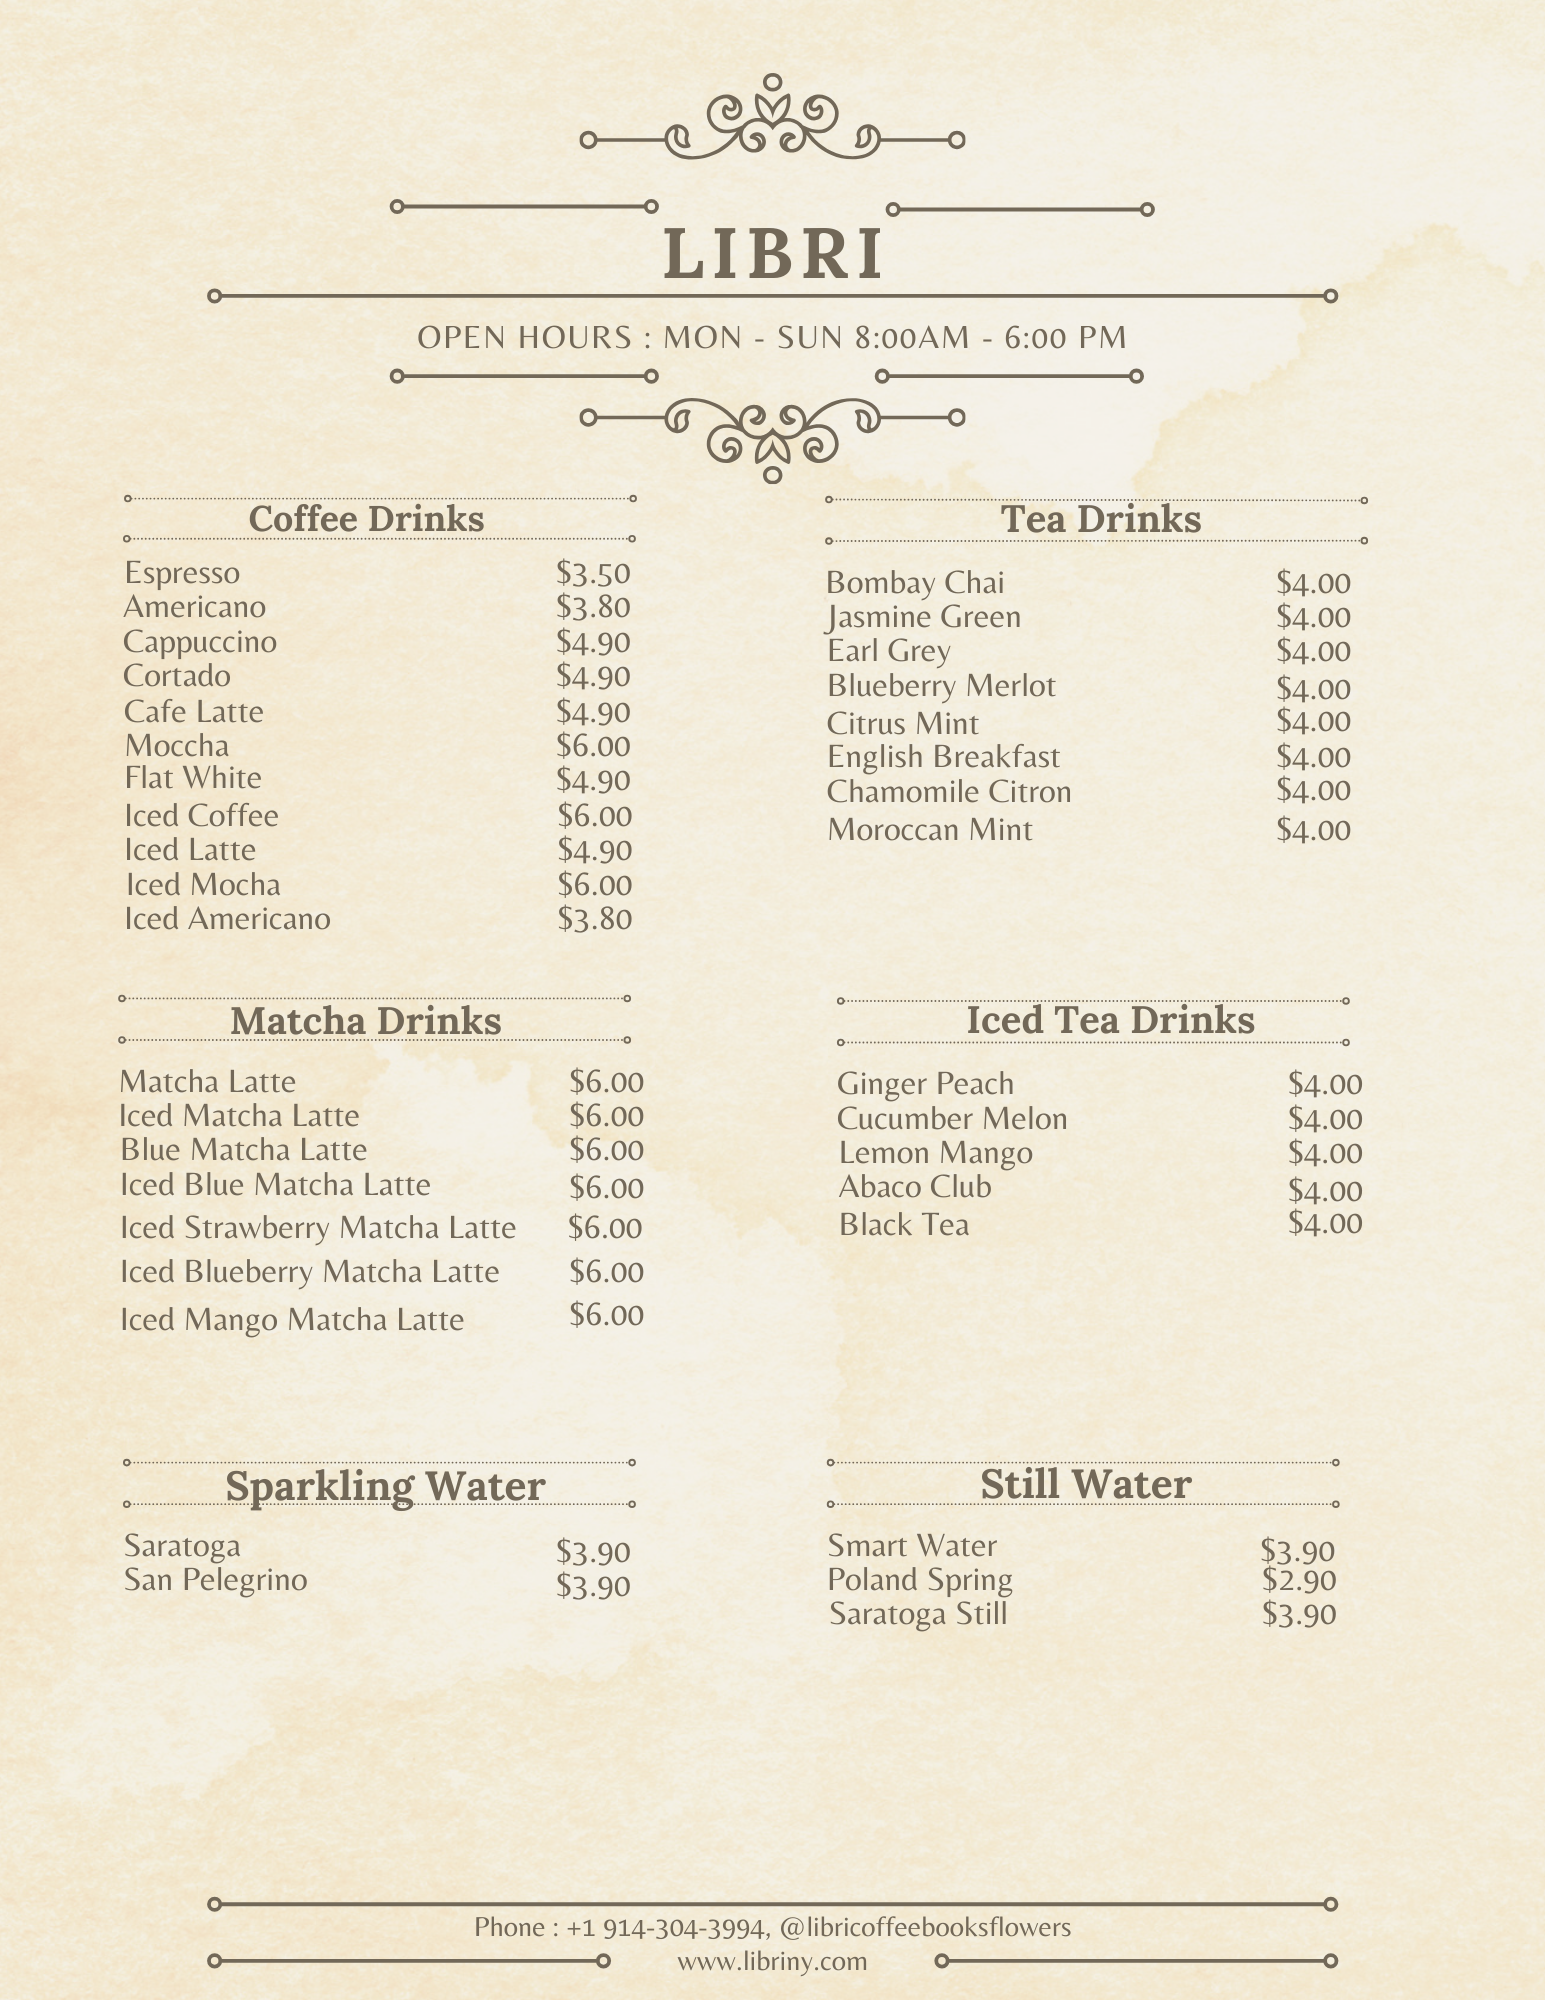 LIBRI
OPEN HOURS : MON - SUN 8:00AM - 6:00 PM
Coffee Drinks
Espresso $3.50
Americano $3.80
Cappuccino $4.90
Cortado $4.90
Cafe Latte $4.90
Moccha $6.00
Flat White $4.90
Iced Coffee $6.00
Iced Latte $4.90
Iced Mocha $6.00
Iced Americano $3.80
Tea Drinks
Bombay Chai $4.00
Jasmine Green $4.00
Earl Grey $4.00
Blueberry Merlot $4.00
Citrus Mint $4.00
English Breakfast $4.00
Chamomile Citron $4.00
Moroccan Mint $4.00
Matcha Drinks
Matcha Latte $6.00
Iced Matcha Latte $6.00
Blue Matcha Latte $6.00
Iced Blue Matcha Latte $6.00
Iced Strawberry Matcha Latte $6.00
Iced Blueberry Matcha Latte $6.00
Iced Mango Matcha Latte $6.00
Iced Tea Drinks
Ginger Peach $4.00
Cucumber Melon $4.00
Lemon Mango $4.00
Abaco Club $4.00
Black Tea $4.00
Sparkling Water
Saratoga $3.90
San Pelegrino $3.90
Still Water
Smart Water $3.90
Poland Spring $2.90
Saratoga Still $3.90
Phone : +1 914-304-3994, @libricoffeebooksflowers
www.libriny.com